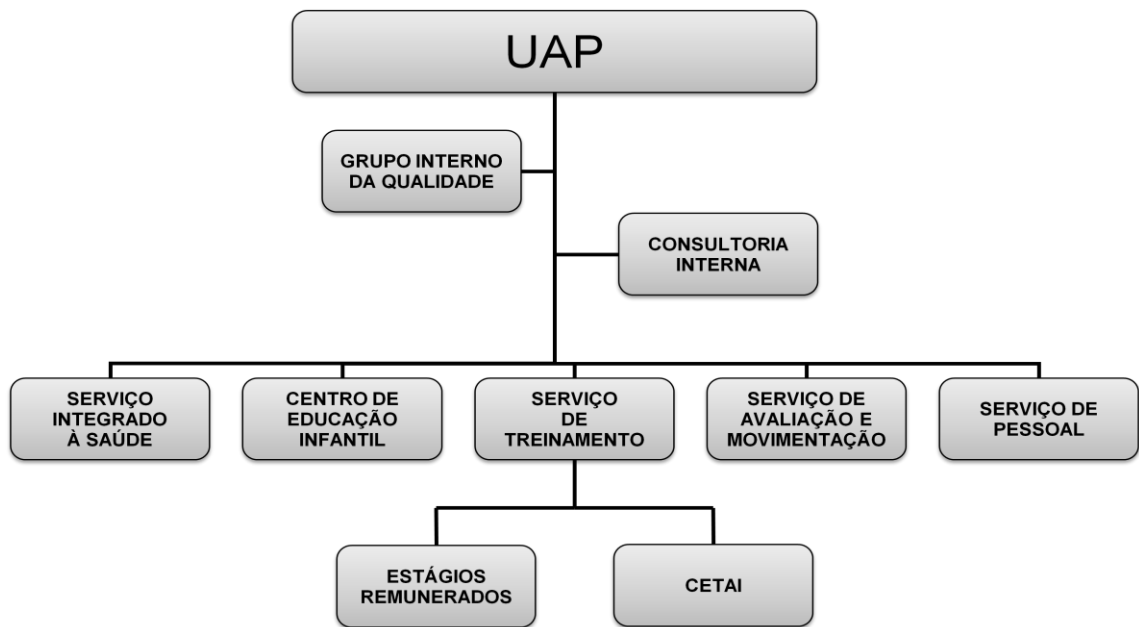 UAP
GRUPO INTERNO
DA QUALIDADE
CONSULTORIA
INTERNA
SERVIÇO
INTEGRADO
À SAÚDE
CENTRO DE
EDUCAÇÃO
INFANTIL
SERVIÇO
DE
TREINAMENTO
SERVIÇO DE
AVALIAÇÃO E
MOVIMENTAÇÃO
SERVIÇO DE
PESSOAL
ESTÁGIOS
REMUNERADOS
CETAI